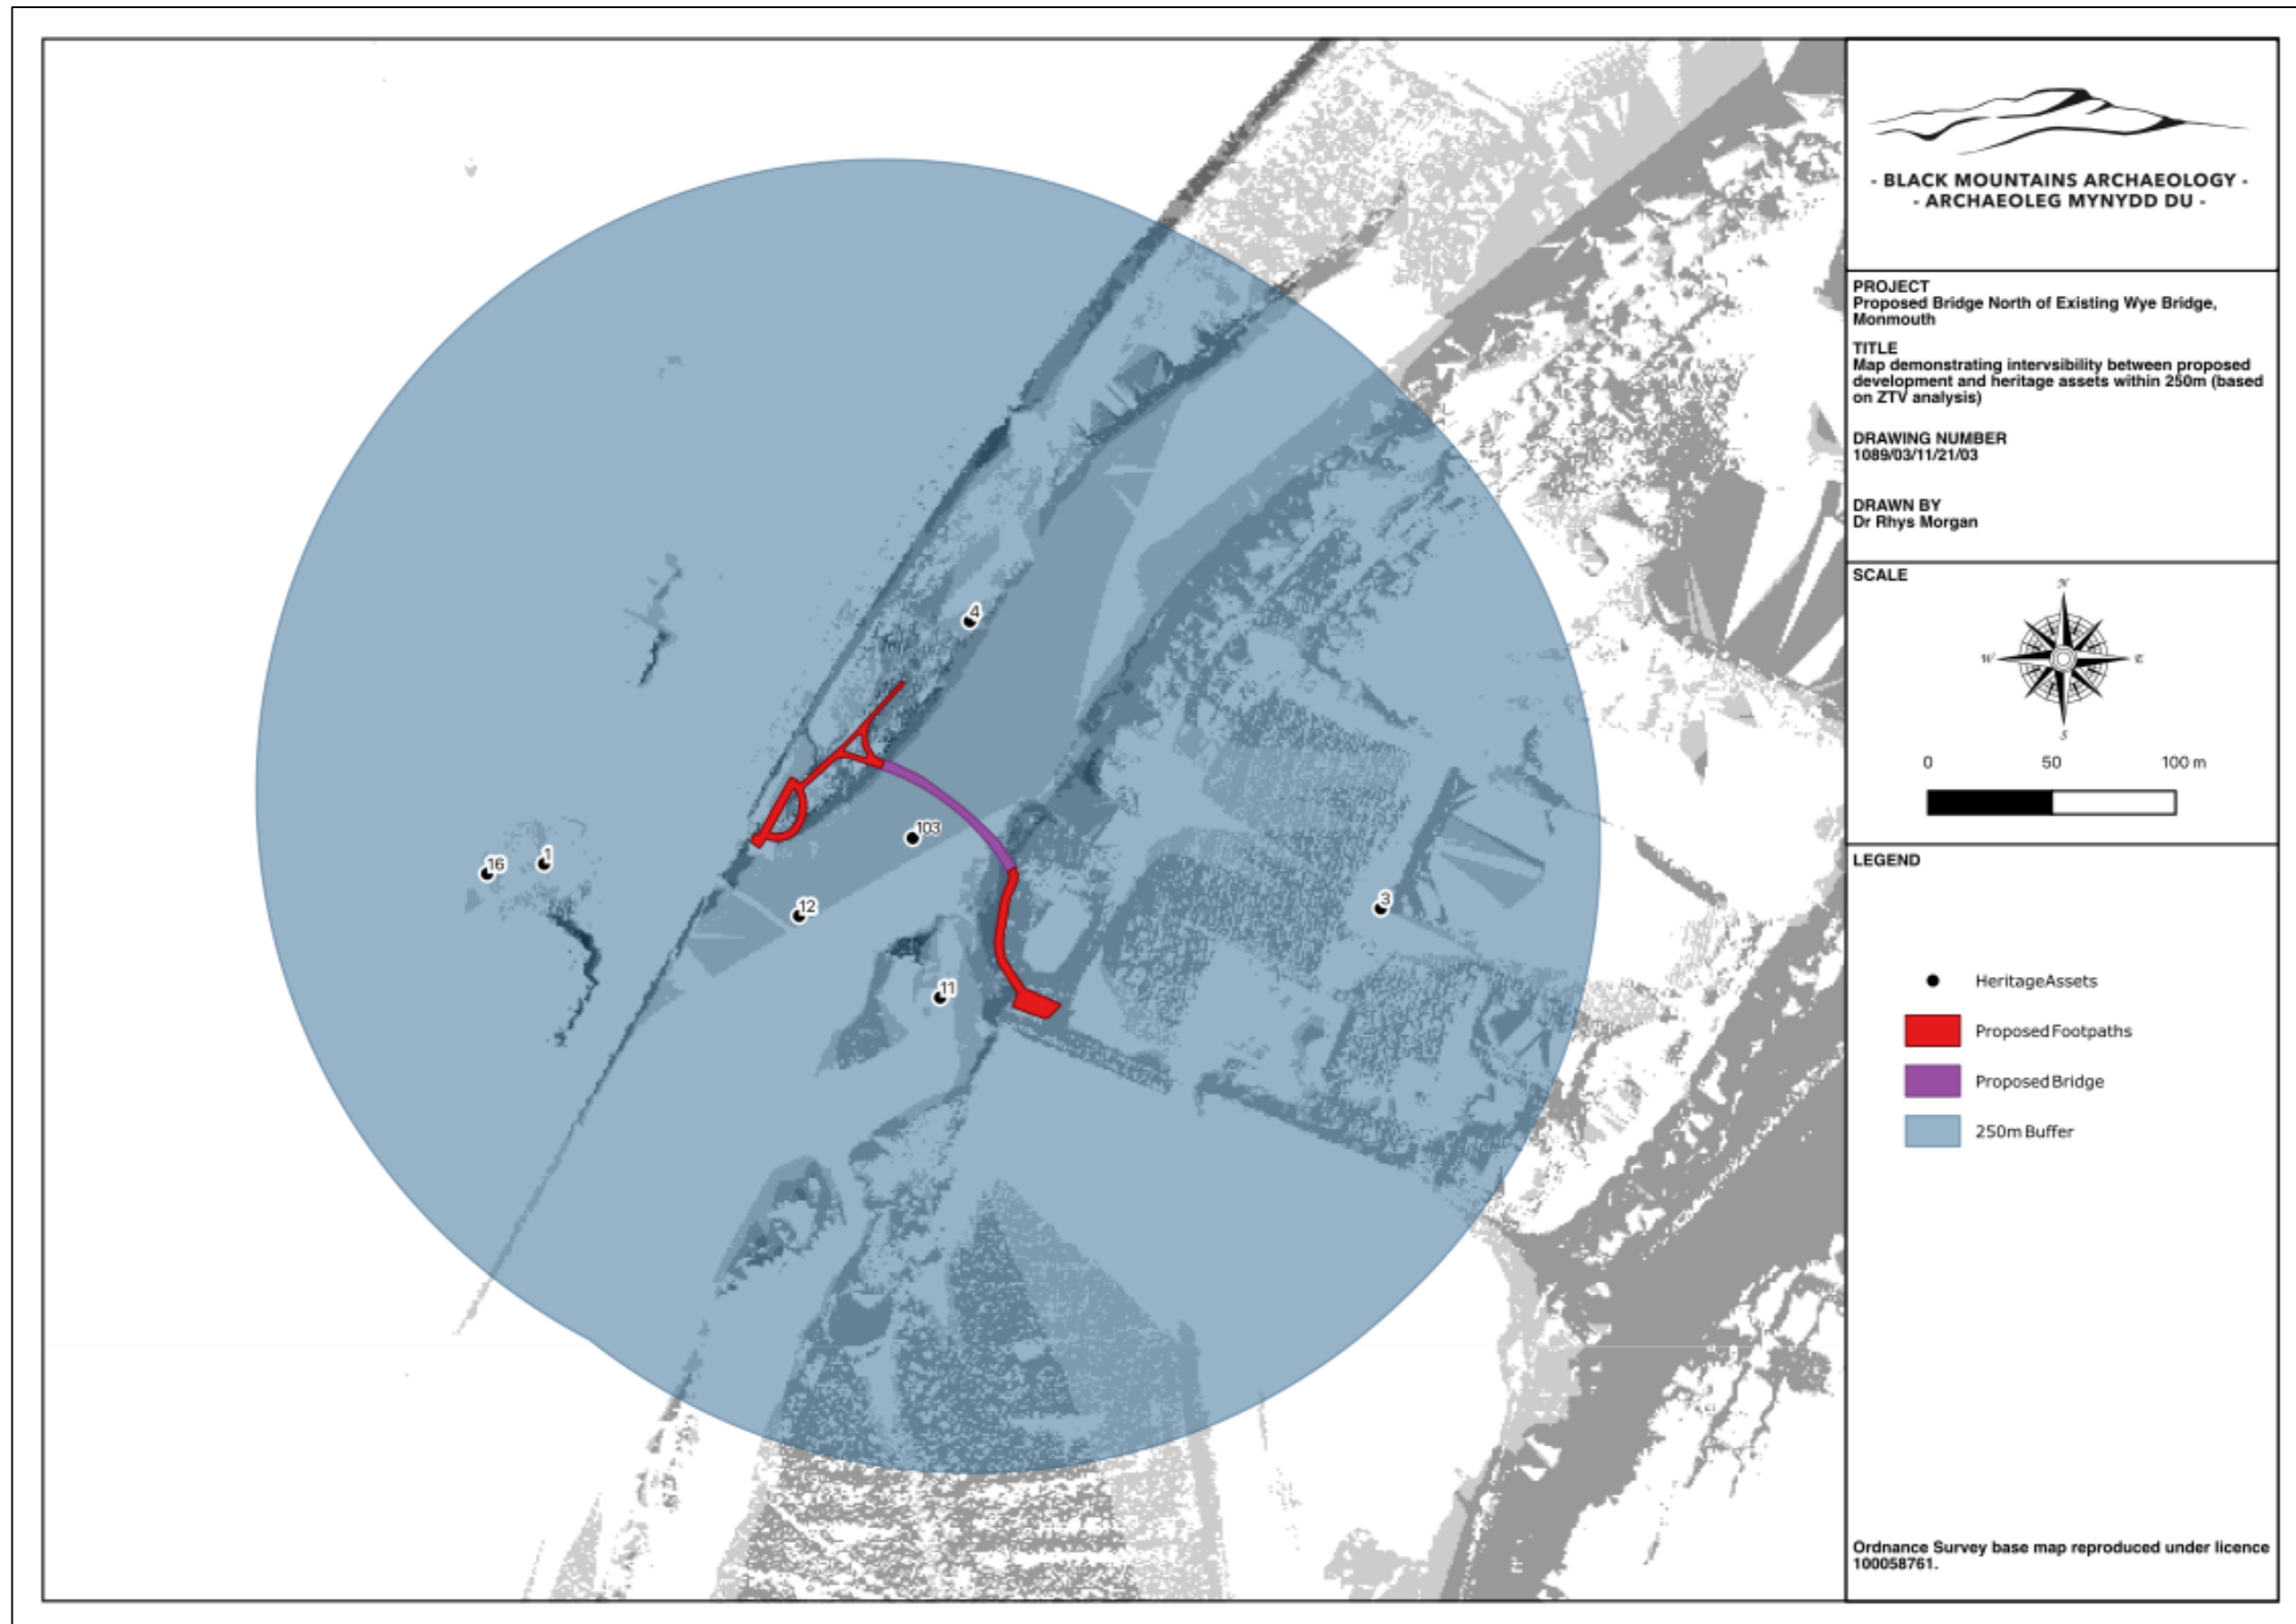 - BLACK MOUNTAINS ARCHAEOLOGY -
- ARCHAEOLEG MYNYDD DU -
PROJECT
Proposed Bridge North of Existing Wye Bridge,
Monmouth
TITLE
Map demonstrating intervsibility between proposed
development and heritage assets within 250m (based
on ZTV analysis)
DRAWING NUMBER
1089/03/11/21/03
DRAWN BY
Dr Rhys Morgan
SCALE
N
W
E
S
0 50 100 m
LEGEND
Heritage Assets
Proposed Footpaths
Proposed Bridge
250m Buffer
Ordnance Survey base map reproduced under licence
100058761.
4
103
16
1
12
3
11